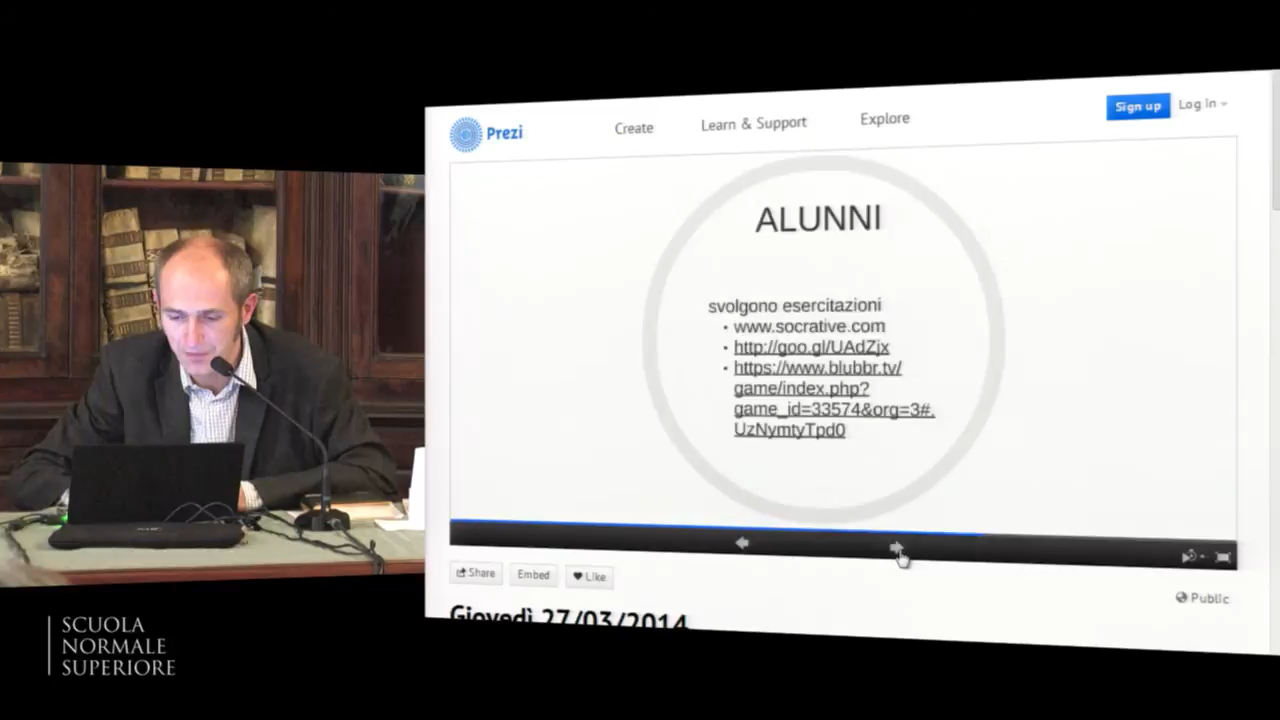 Prezi
Create
Learn & Support
Explore
Sign up
Log In
ALUNNI
svolgono esercitazioni
• www.socrative.com
• http://goo.gl/UAdZjx
• https://www.blubbr.tv/
game/index.php?
game_id=33574&org=3#.
UzNymtyTpd0
Share
Embed
Like
Public
Giovedì 27/03/2014
SCUOLA
NORMALE
SUPERIORE